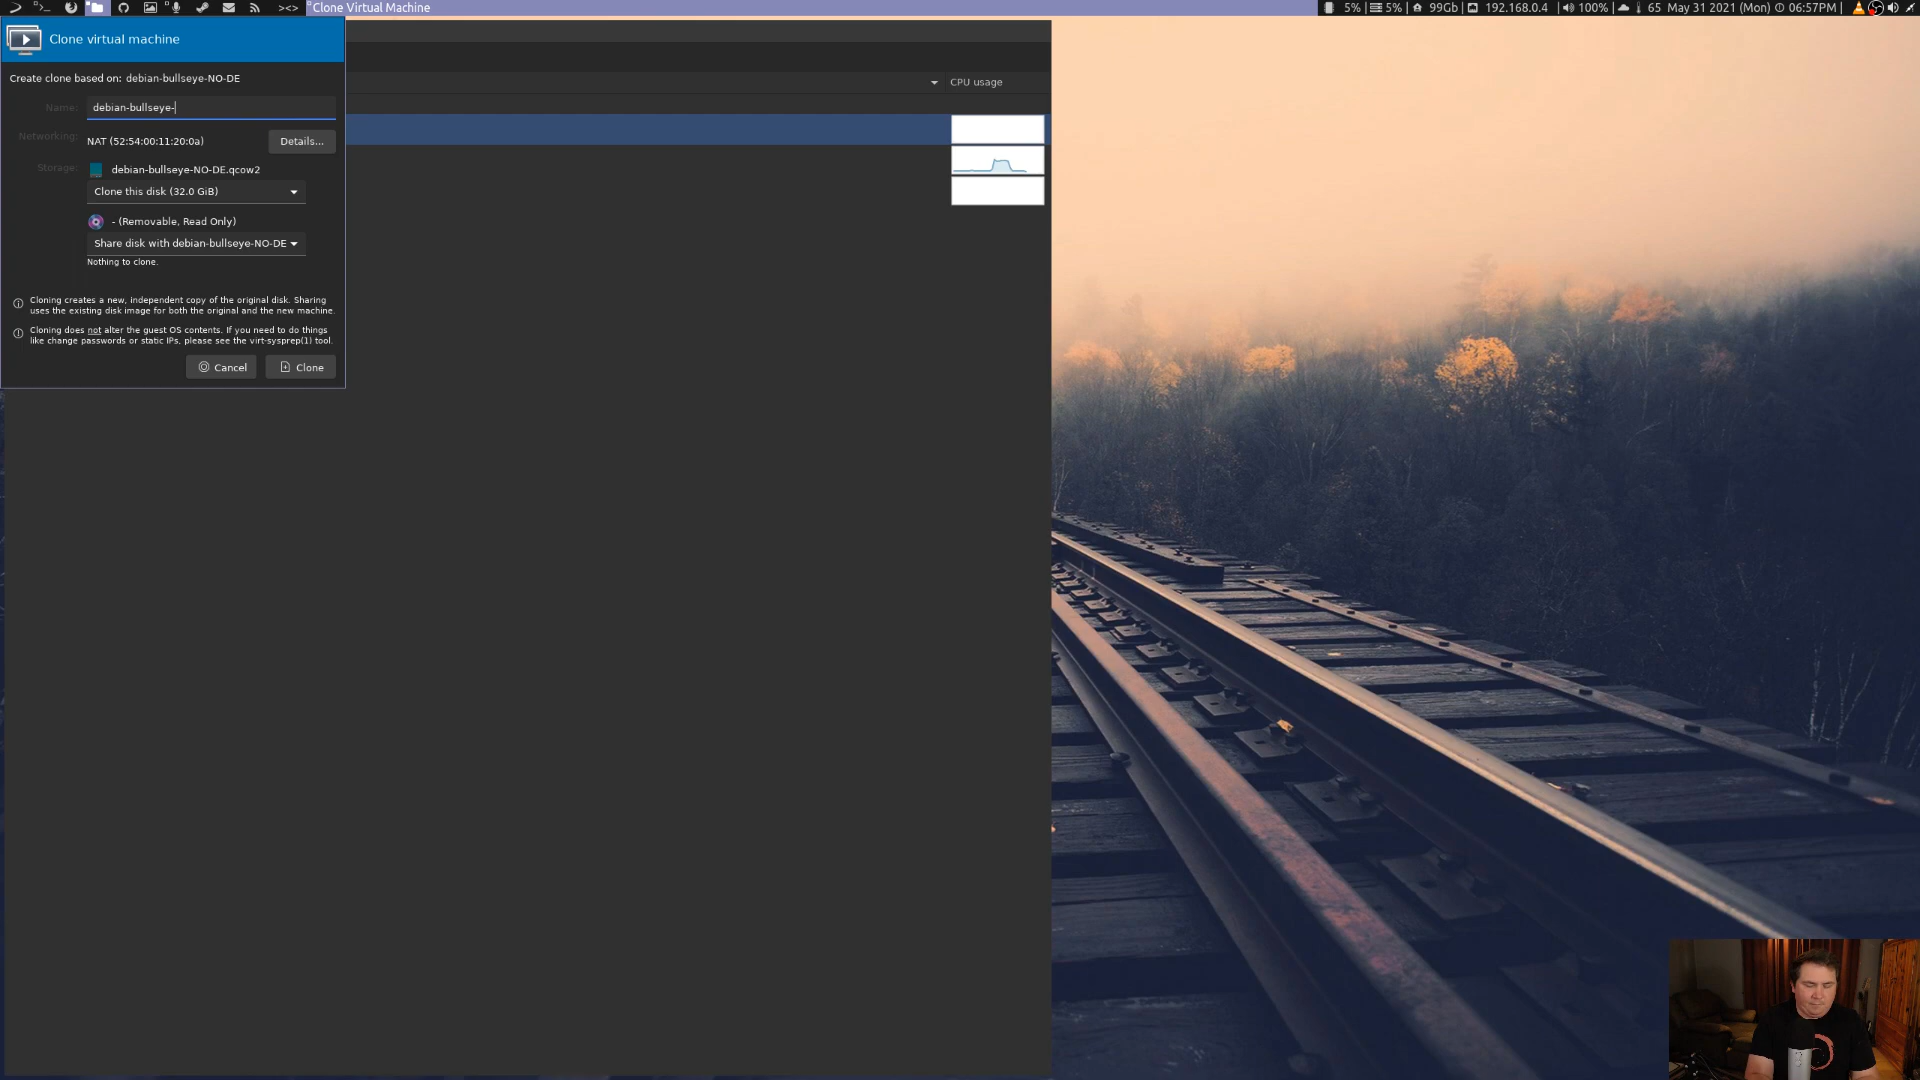 Clone Virtual Machine
5% 5% 99Gb 192.168.0.4 100% 65 May 31 2021 (Mon) 06:57PM
Clone virtual machine
Create clone based on: debian-bullseye-NO-DE
Name: debian-bullseye-
Networking: NAT (52:54:00:11:20:0a) Details...
Storage: debian-bullseye-NO-DE.qcow2
Clone this disk (32.0 GiB)
- (Removable, Read Only)
Share disk with debian-bullseye-NO-DE
Nothing to clone.
Cloning creates a new, independent copy of the original disk. Sharing
uses the existing disk image for both the original and the new machine.
Cloning does not alter the guest OS contents. If you need to do things
like change passwords or static IPs, please see the virt-sysprep(1) tool.
Cancel Clone
CPU usage